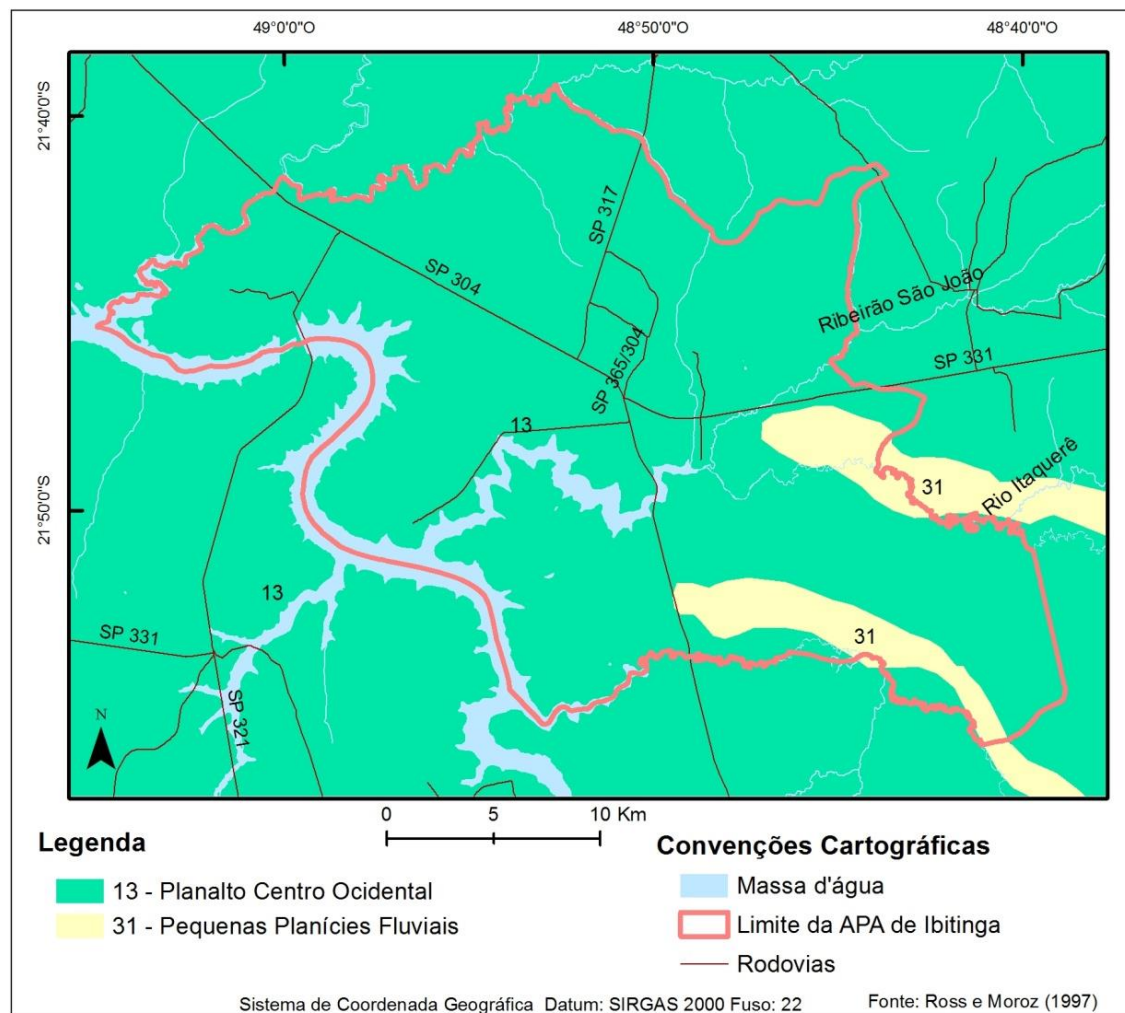 49°0'0"O
48°50'0"O
48°40'0"O
21°40'0"S
SP 317
SP 304
Ribeirão São João
SP 365/304
SP 331
13
31
Rio Itaquerê
21°50'0"S
13
31
SP 331
SP 321
N
0 5 10 Km
Legenda
13 - Planalto Centro Ocidental
31 - Pequenas Planícies Fluviais
Convenções Cartográficas
Massa d'água
Limite da APA de Ibitinga
Rodovias
Sistema de Coordenada Geográfica Datum: SIRGAS 2000 Fuso: 22 Fonte: Ross e Moroz (1997)